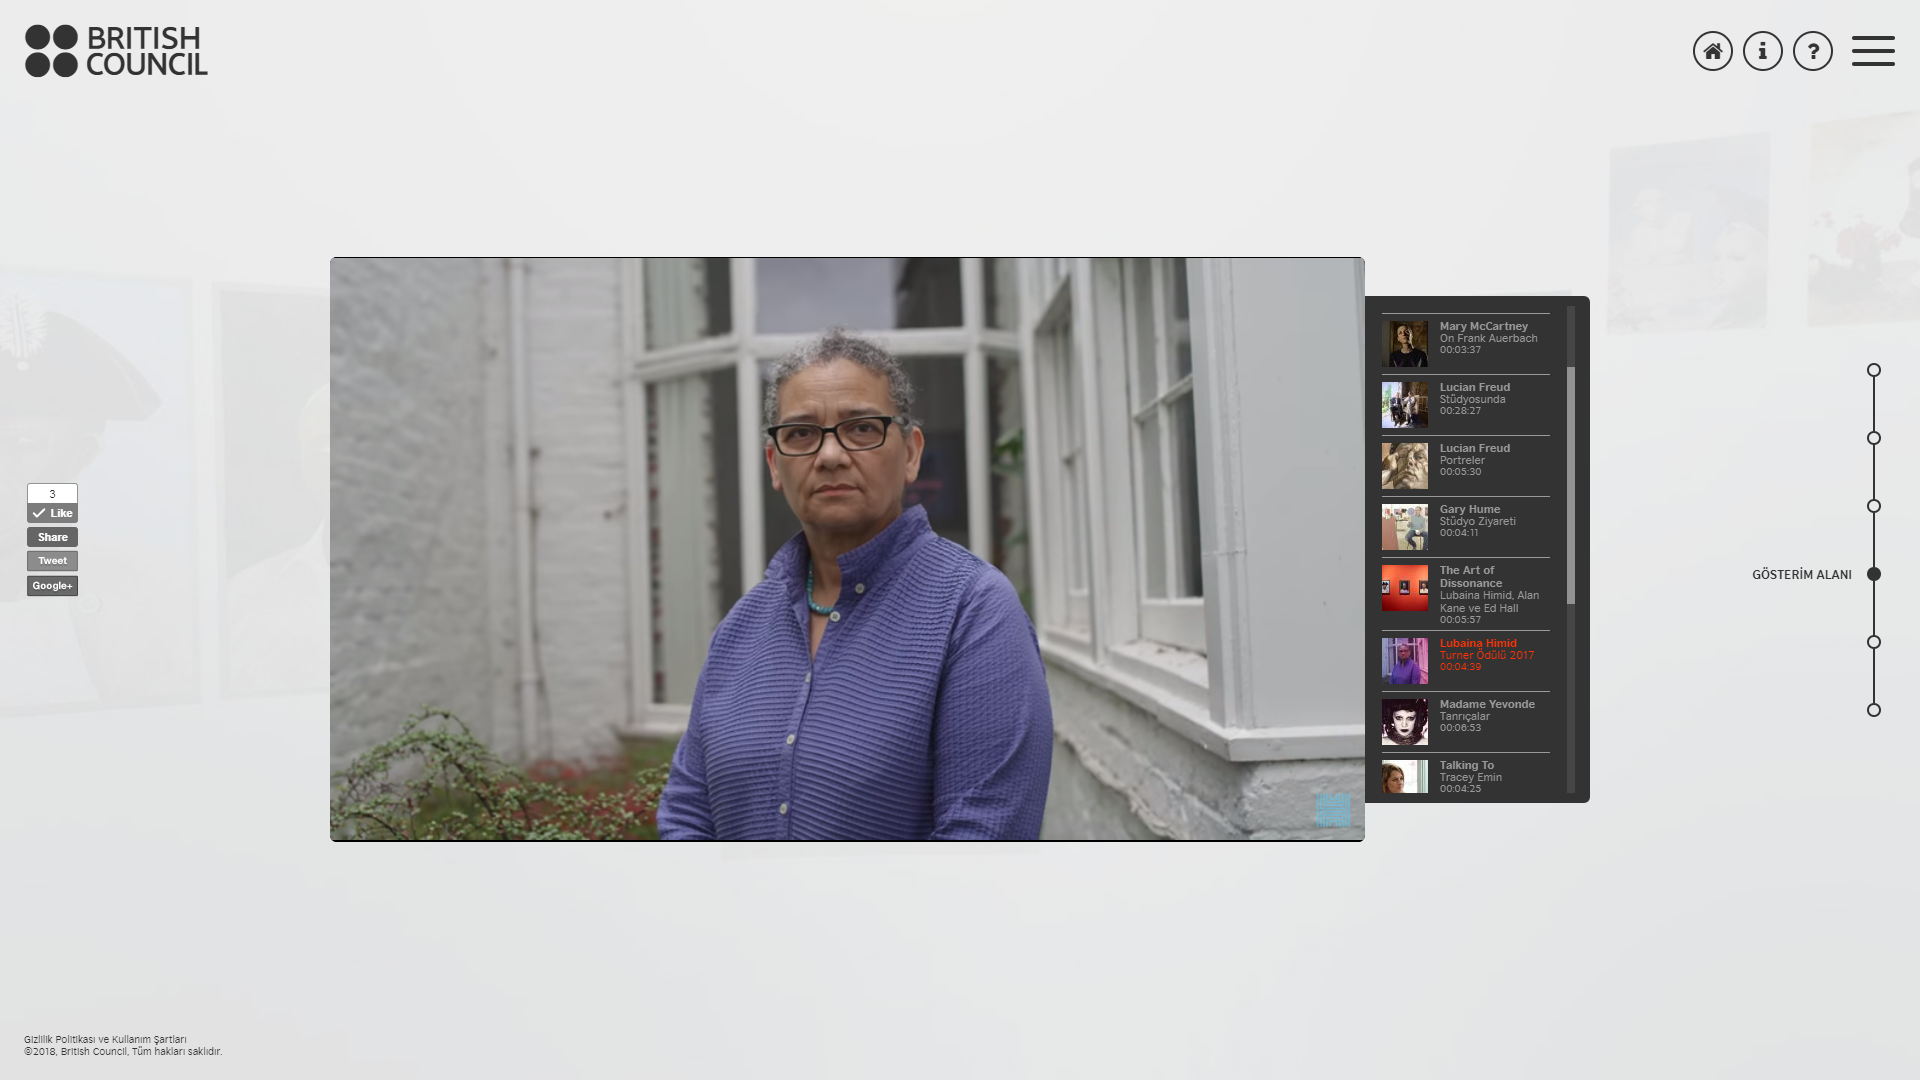 BRITISH
COUNCIL
3
Like
Share
Tweet
Google+
Mary McCartney
On Frank Auerbach
00:03:37
Lucian Freud
Stüdyosunda
00:28:27
Lucian Freud
Portreler
00:05:30
Gary Hume
Stüdyo Ziyareti
00:04:11
The Art of
Dissonance
Lubaina Himid, Alan
Kane ve Ed Hall
00:05:57
Lubaina Himid
Turner Ödülü 2017
00:04:39
Madame Yevonde
Tanrıçalar
00:06:53
Talking To
Tracey Emin
00:04:25
GÖSTERİM ALANI
Gizlilik Politikası ve Kullanım Şartları
©2018, British Council, Tüm hakları saklıdır.